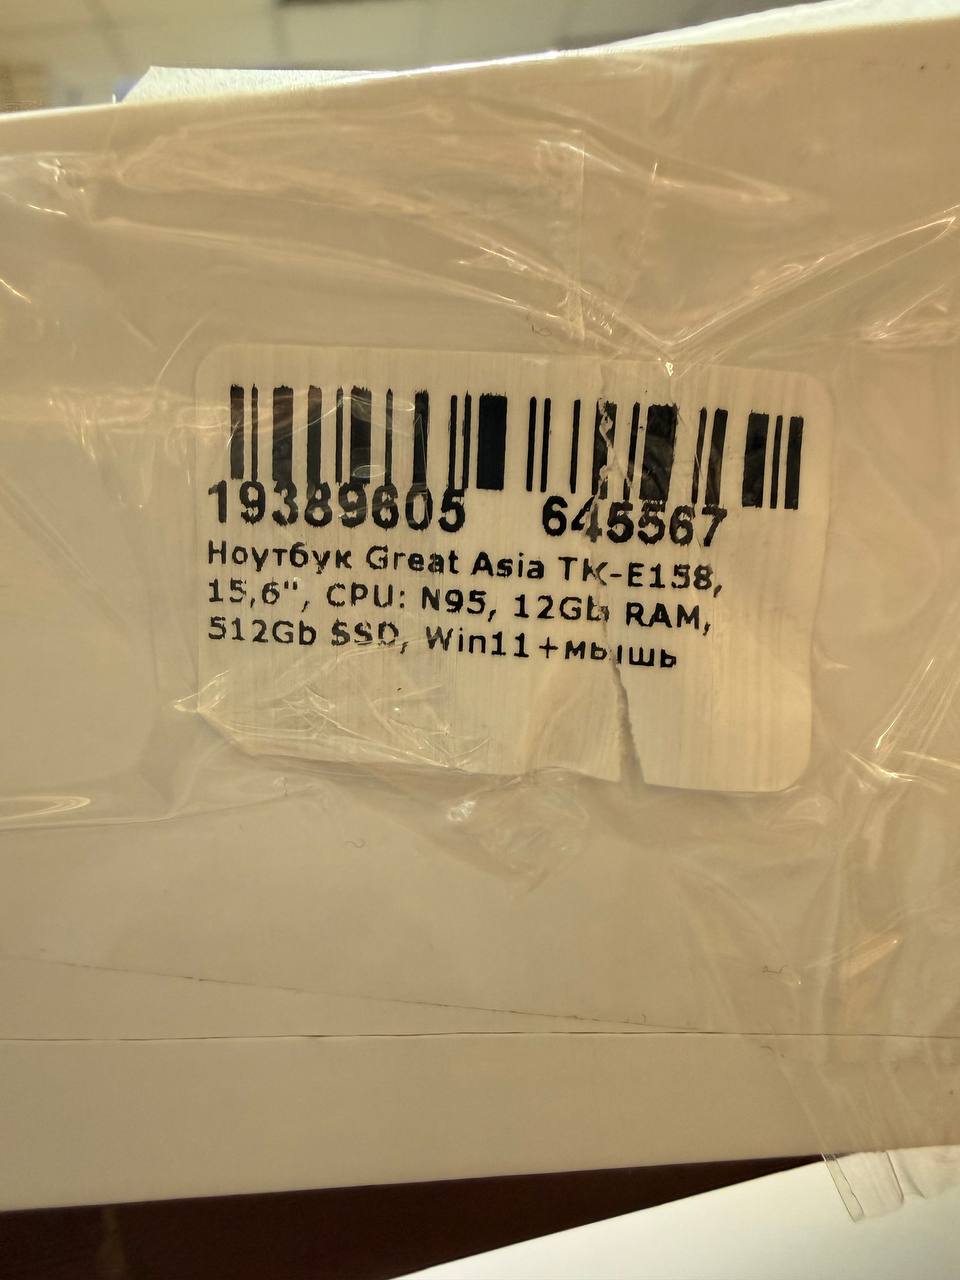 19389605 645567
Ноутбук Great Asia TK-E158,
15,6", CPU: N95, 12Gb RAM,
512Gb SSD, Win11+мышь